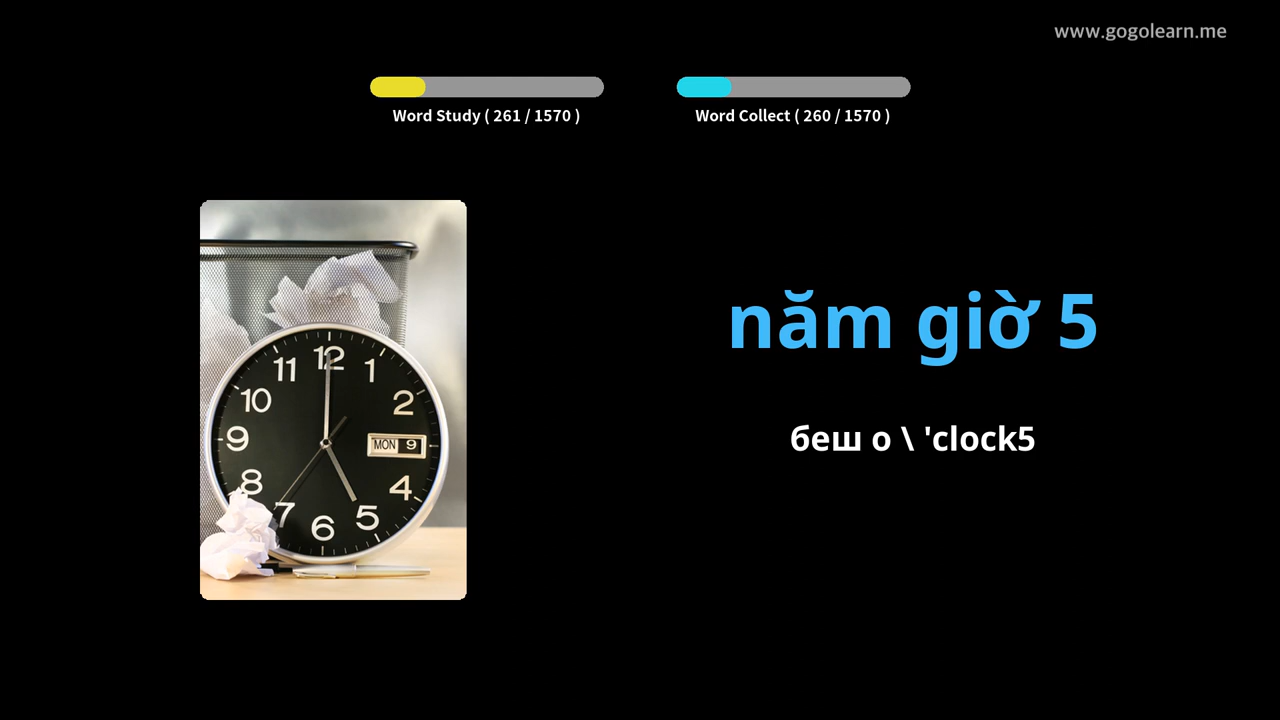 www.gogolearn.me
Word Study ( 261 / 1570 )
Word Collect ( 260 / 1570 )
12
11
1
10
2
9
MON 9
8
4
7
5
6
năm giờ 5
беш o \ 'clock5